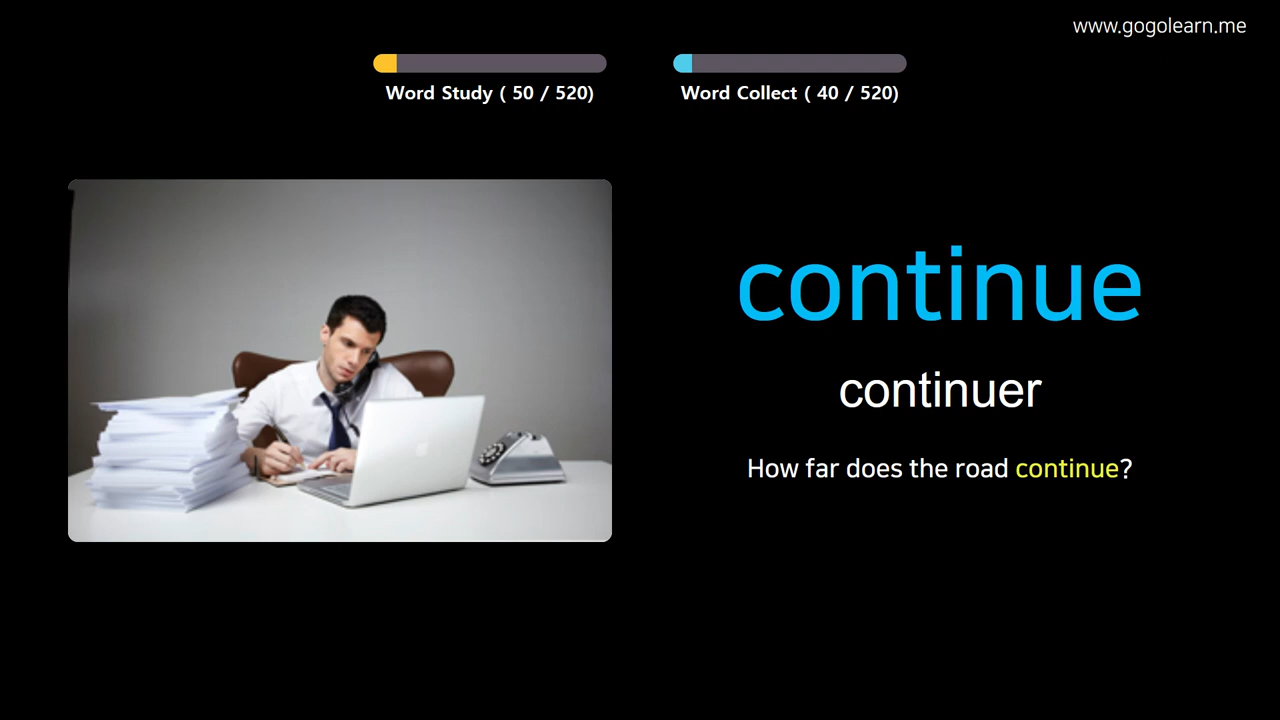 www.gogolearn.me
Word Study ( 50 / 520)
Word Collect ( 40 / 520)
continue
continuer
How far does the road continue?